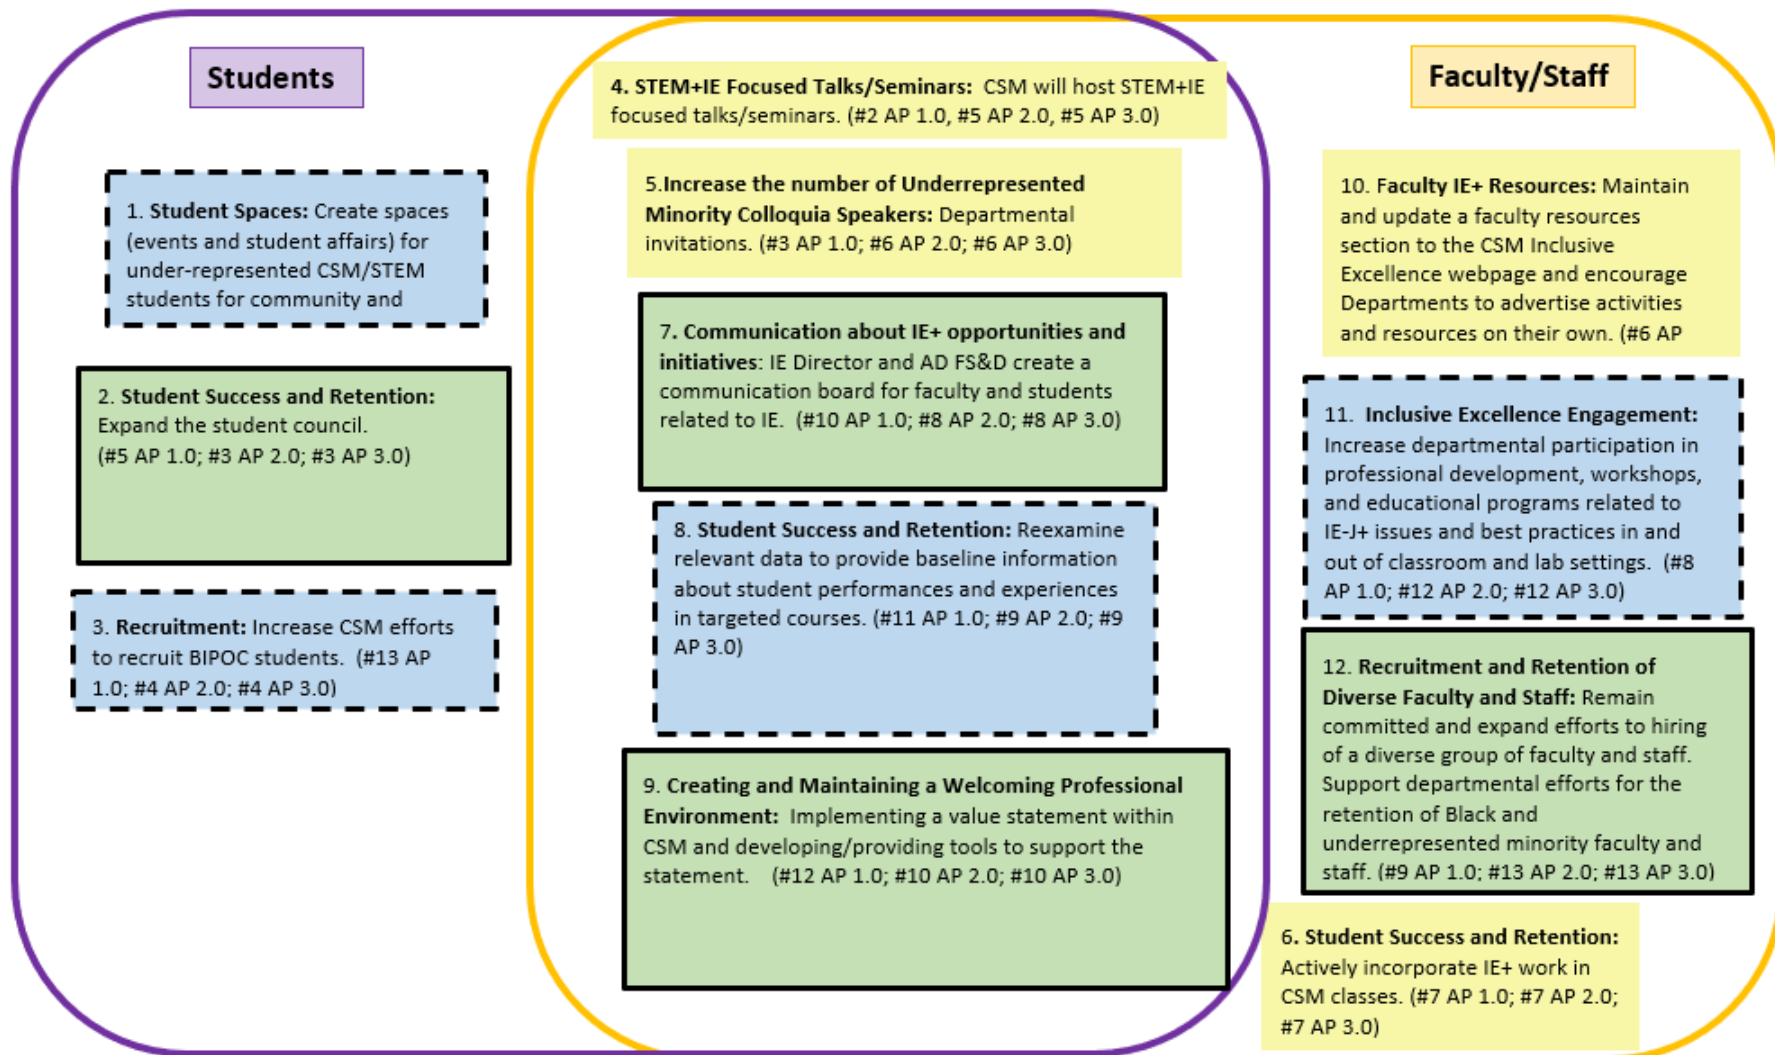 Students
1. Student Spaces: Create spaces
(events and student affairs) for
under-represented CSM/STEM
students for community and
2. Student Success and Retention:
Expand the student council.
(#5 AP 1.0; #3 AP 2.0; #3 AP 3.0)
3. Recruitment: Increase CSM efforts
to recruit BIPOC students.  (#13 AP
1.0; #4 AP 2.0; #4 AP 3.0)
4. STEM+IE Focused Talks/Seminars:  CSM will host STEM+IE
focused talks/seminars. (#2 AP 1.0, #5 AP 2.0, #5 AP 3.0)
5.Increase the number of Underrepresented
Minority Colloquia Speakers: Departmental
invitations. (#3 AP 1.0; #6 AP 2.0; #6 AP 3.0)
7. Communication about IE+ opportunities and
initiatives: IE Director and AD FS&D create a
communication board for faculty and students
related to IE.  (#10 AP 1.0; #8 AP 2.0; #8 AP 3.0)
8. Student Success and Retention: Reexamine
relevant data to provide baseline information
about student performances and experiences
in targeted courses. (#11 AP 1.0; #9 AP 2.0; #9
AP 3.0)
9. Creating and Maintaining a Welcoming Professional
Environment:  Implementing a value statement within
CSM and developing/providing tools to support the
statement.    (#12 AP 1.0; #10 AP 2.0; #10 AP 3.0)
Faculty/Staff
10. Faculty IE+ Resources: Maintain
and update a faculty resources
section to the CSM Inclusive
Excellence webpage and encourage
Departments to advertise activities
and resources on their own. (#6 AP
11.  Inclusive Excellence Engagement:
Increase departmental participation in
professional development, workshops,
and educational programs related to
IE-J+ issues and best practices in and
out of classroom and lab settings.  (#8
AP 1.0; #12 AP 2.0; #12 AP 3.0)
12. Recruitment and Retention of
Diverse Faculty and Staff: Remain
committed and expand efforts to hiring
of a diverse group of faculty and staff.
Support departmental efforts for the
retention of Black and
underrepresented minority faculty and
staff. (#9 AP 1.0; #13 AP 2.0; #13 AP 3.0)
6. Student Success and Retention:
Actively incorporate IE+ work in
CSM classes. (#7 AP 1.0; #7 AP 2.0;
#7 AP 3.0)